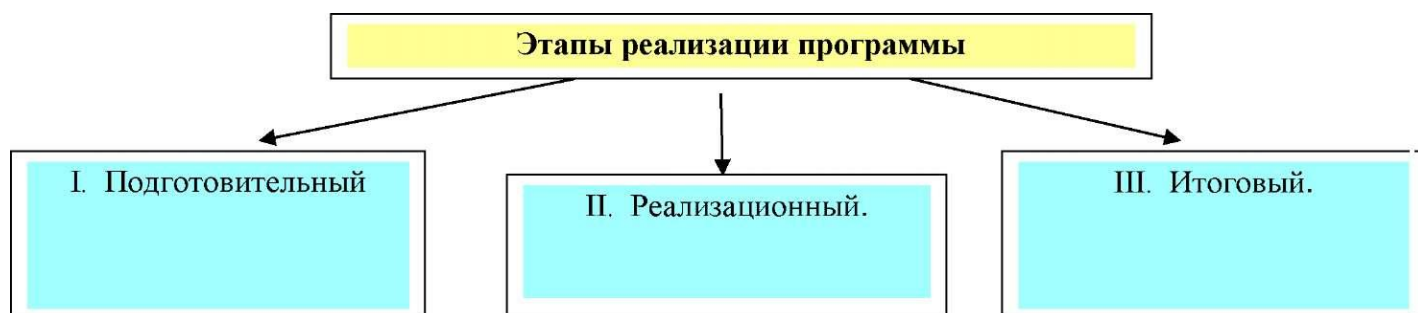 Этапы реализации программы
I. Подготовительный
II. Реализационный.
III. Итоговый.